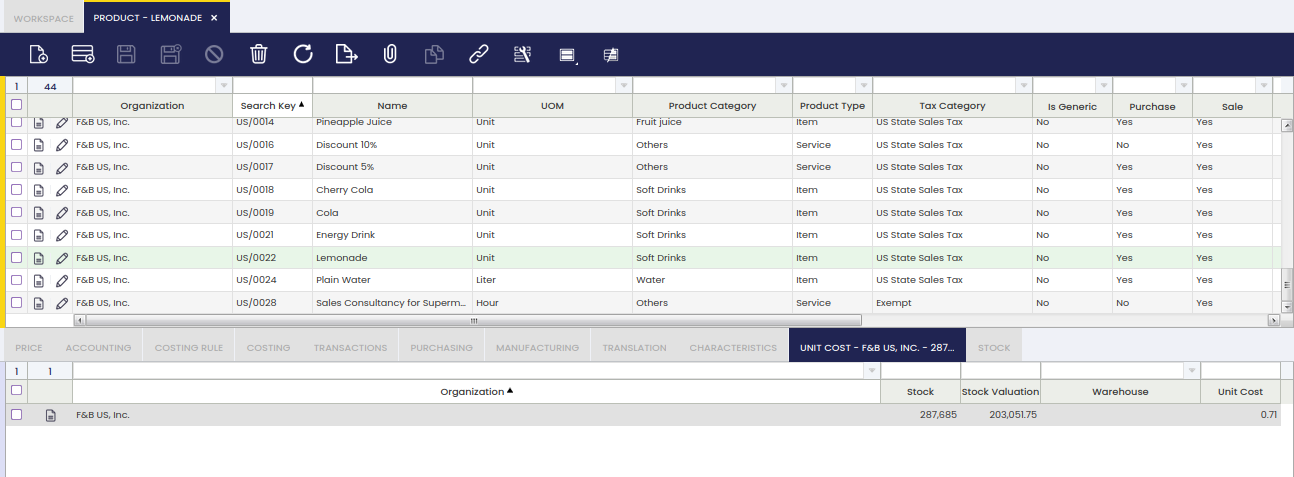 WORKSPACE PRODUCT - LEMONADE ×
1 44
Organization Search Key Name UOM Product Category Product Type Tax Category Is Generic Purchase Sale
F&B US, Inc. US/0014 Pineapple Juice Unit Fruit juice Item US State Sales Tax No Yes Yes
F&B US, Inc. US/0016 Discount 10% Unit Others Service US State Sales Tax No No Yes
F&B US, Inc. US/0017 Discount 5% Unit Others Service US State Sales Tax No Yes Yes
F&B US, Inc. US/0018 Cherry Cola Unit Soft Drinks Item US State Sales Tax No Yes Yes
F&B US, Inc. US/0019 Cola Unit Soft Drinks Item US State Sales Tax No Yes Yes
F&B US, Inc. US/0021 Energy Drink Unit Soft Drinks Item US State Sales Tax No Yes Yes
F&B US, Inc. US/0022 Lemonade Unit Soft Drinks Item US State Sales Tax No Yes Yes
F&B US, Inc. US/0024 Plain Water Liter Water Item US State Sales Tax No Yes Yes
F&B US, Inc. US/0028 Sales Consultancy for Superm... Hour Others Service Exempt No No Yes
PRICE ACCOUNTING COSTING RULE COSTING TRANSACTIONS PURCHASING MANUFACTURING TRANSLATION CHARACTERISTICS UNIT COST - F&B US, INC. - 287... STOCK
1 1
Organization Stock Stock Valuation Warehouse Unit Cost
F&B US, Inc. 287,685 203,051.75 0.71